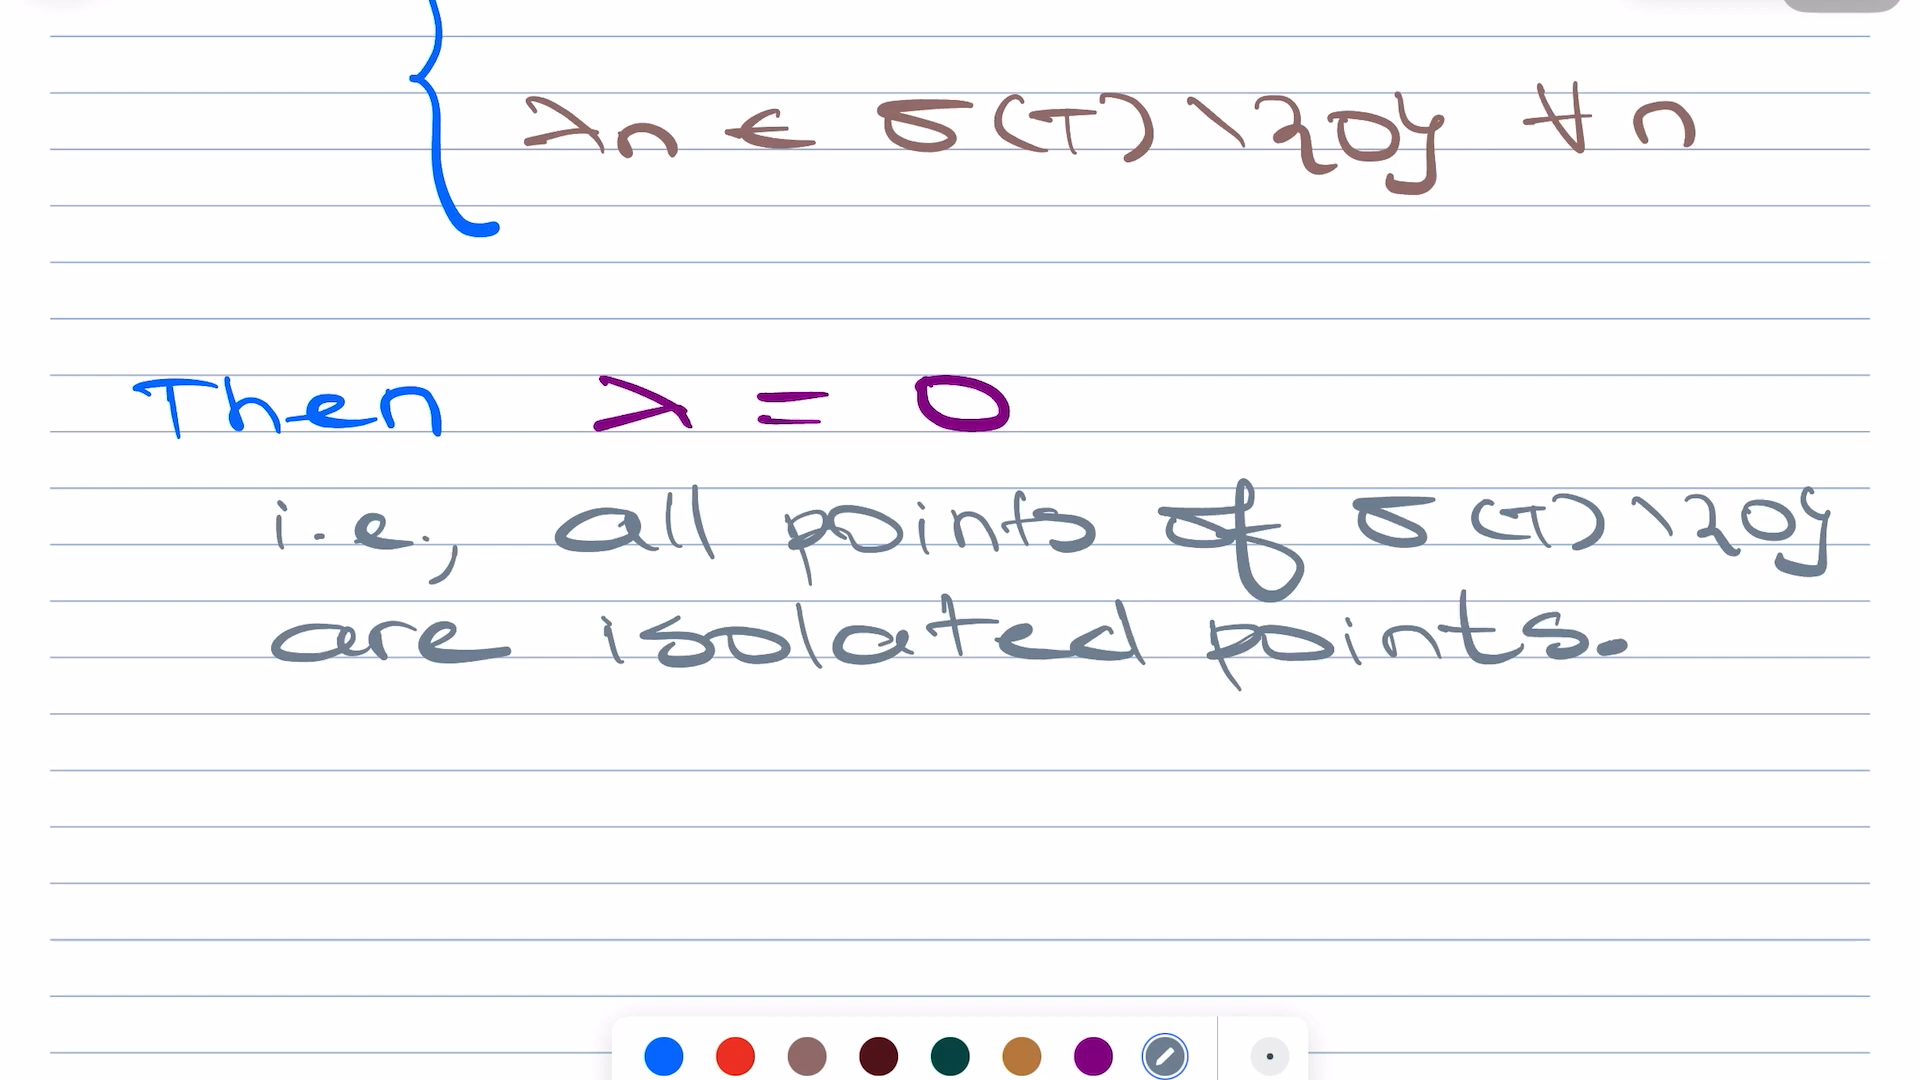 λn ∈ σ(T) \ {0} ∀ n
Then λ = 0
i.e., all points of σ(T) \ {0}
are isolated points.